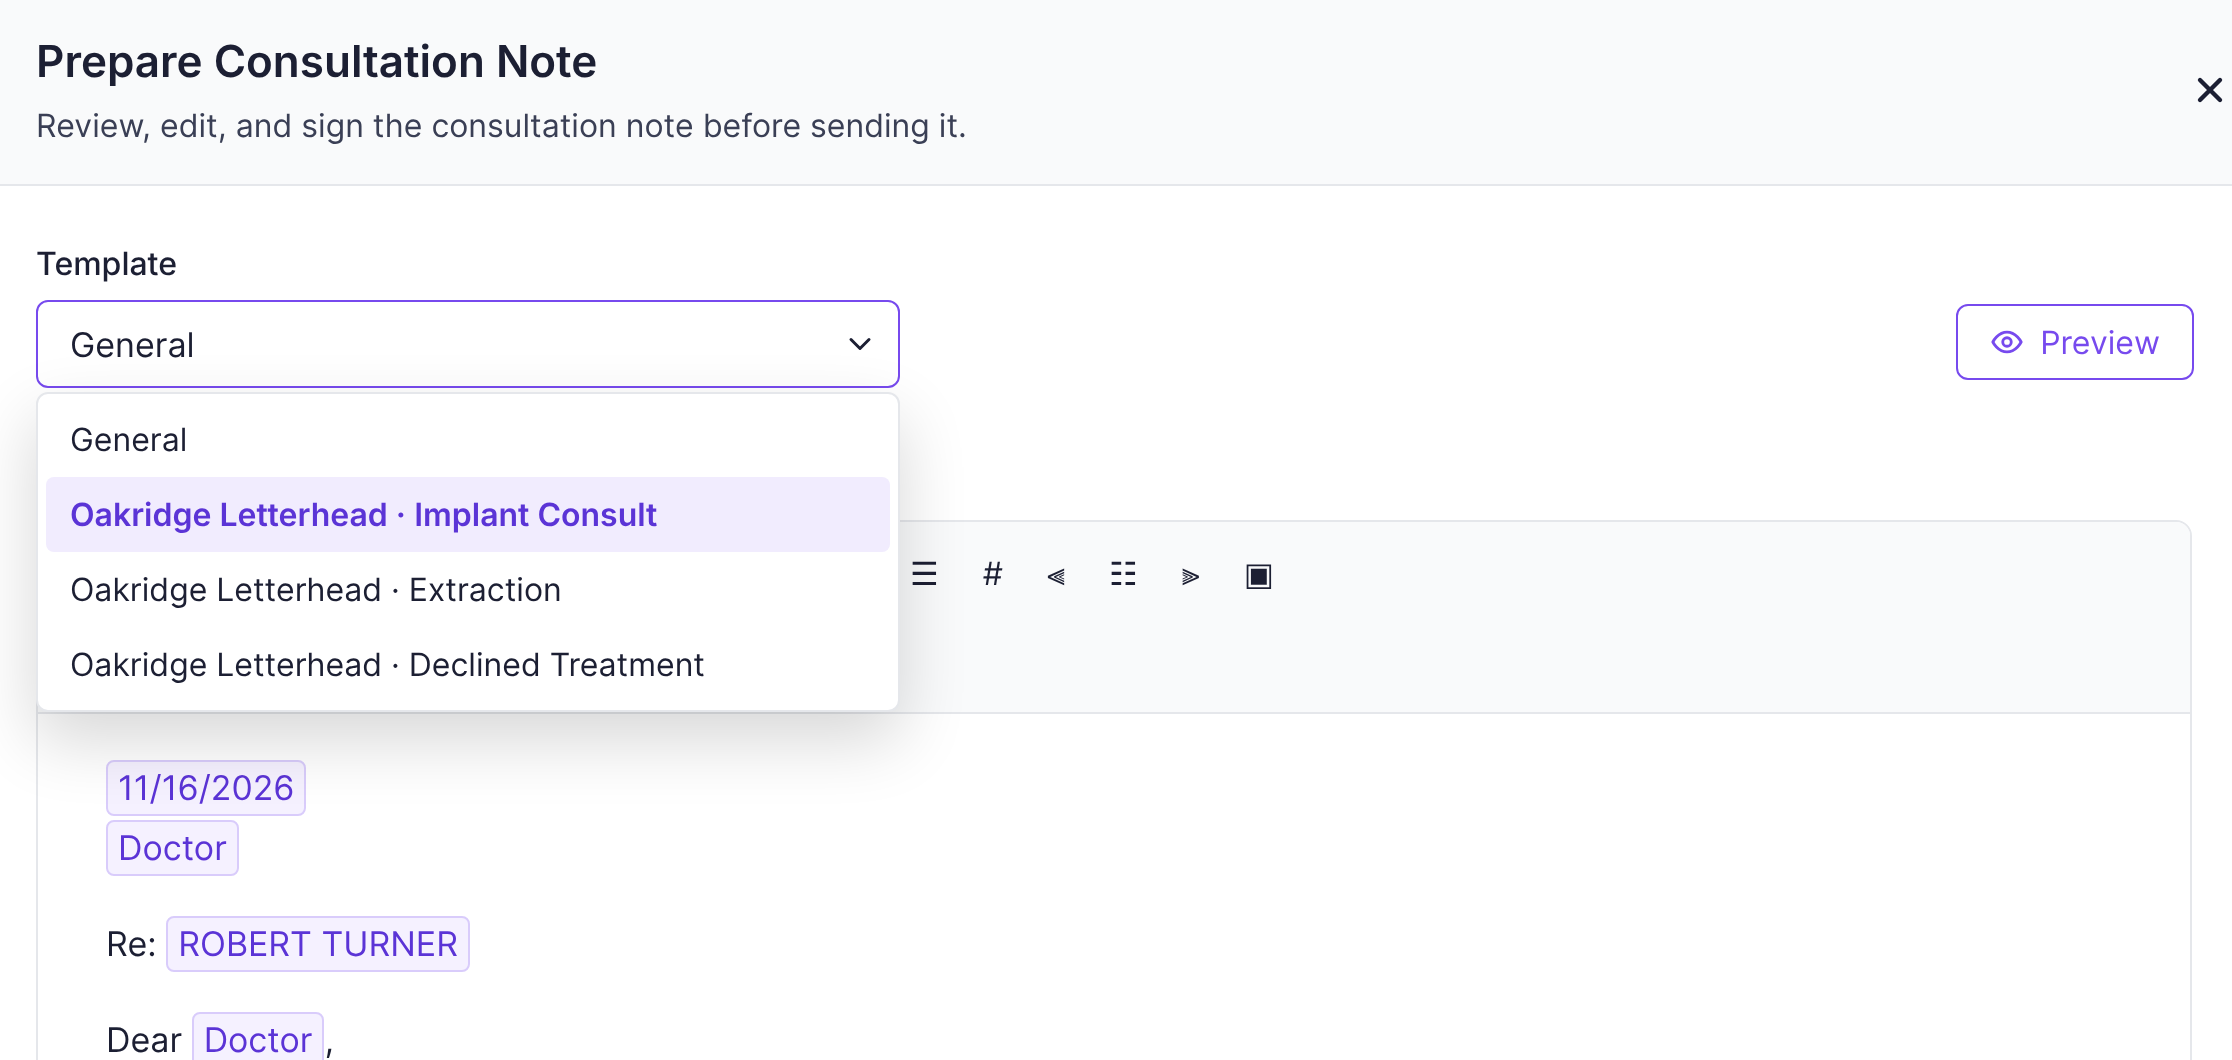 Prepare Consultation Note
Review, edit, and sign the consultation note before sending it.
Template
General
Preview
General
Oakridge Letterhead · Implant Consult
Oakridge Letterhead · Extraction
Oakridge Letterhead · Declined Treatment
#
11/16/2026
Doctor
Re: ROBERT TURNER
Dear Doctor,